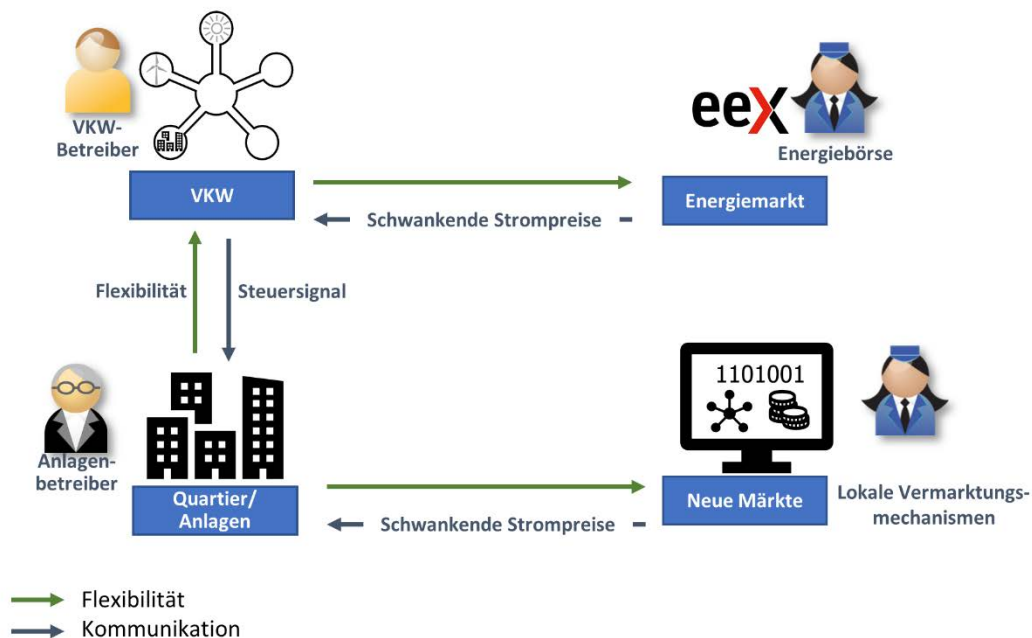 VKW-
Betreiber
eex
Energiebörse
VKW
Energiemarkt
Schwankende Strompreise
Flexibilität
Steuersignal
1101001
Anlagen-
betreiber
Quartier/
Anlagen
Neue Märkte
Lokale Vermarktungs-
mechanismen
Schwankende Strompreise
Flexibilität
Kommunikation